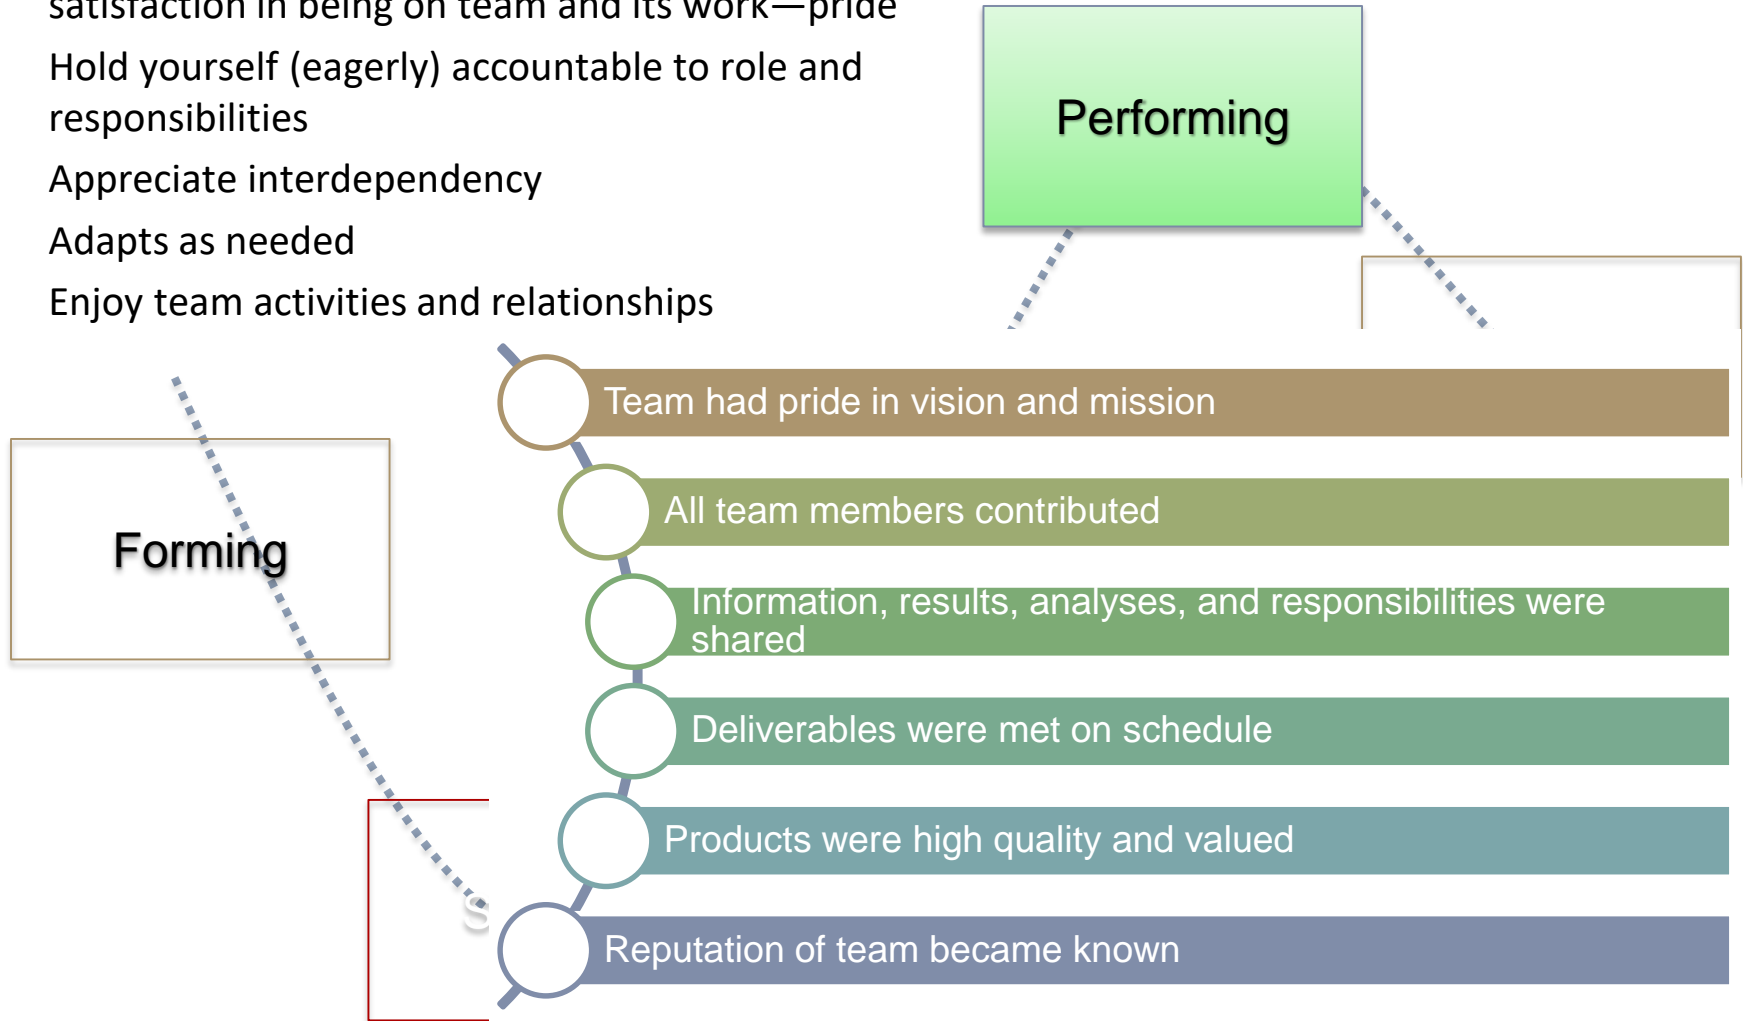 satisfaction in being on team and its work—pride
Hold yourself (eagerly) accountable to role and
responsibilities
Appreciate interdependency
Adapts as needed
Enjoy team activities and relationships
Performing
Team had pride in vision and mission
All team members contributed
Forming
Information, results, analyses, and responsibilities were
shared
Deliverables were met on schedule
Products were high quality and valued
S
Reputation of team became known